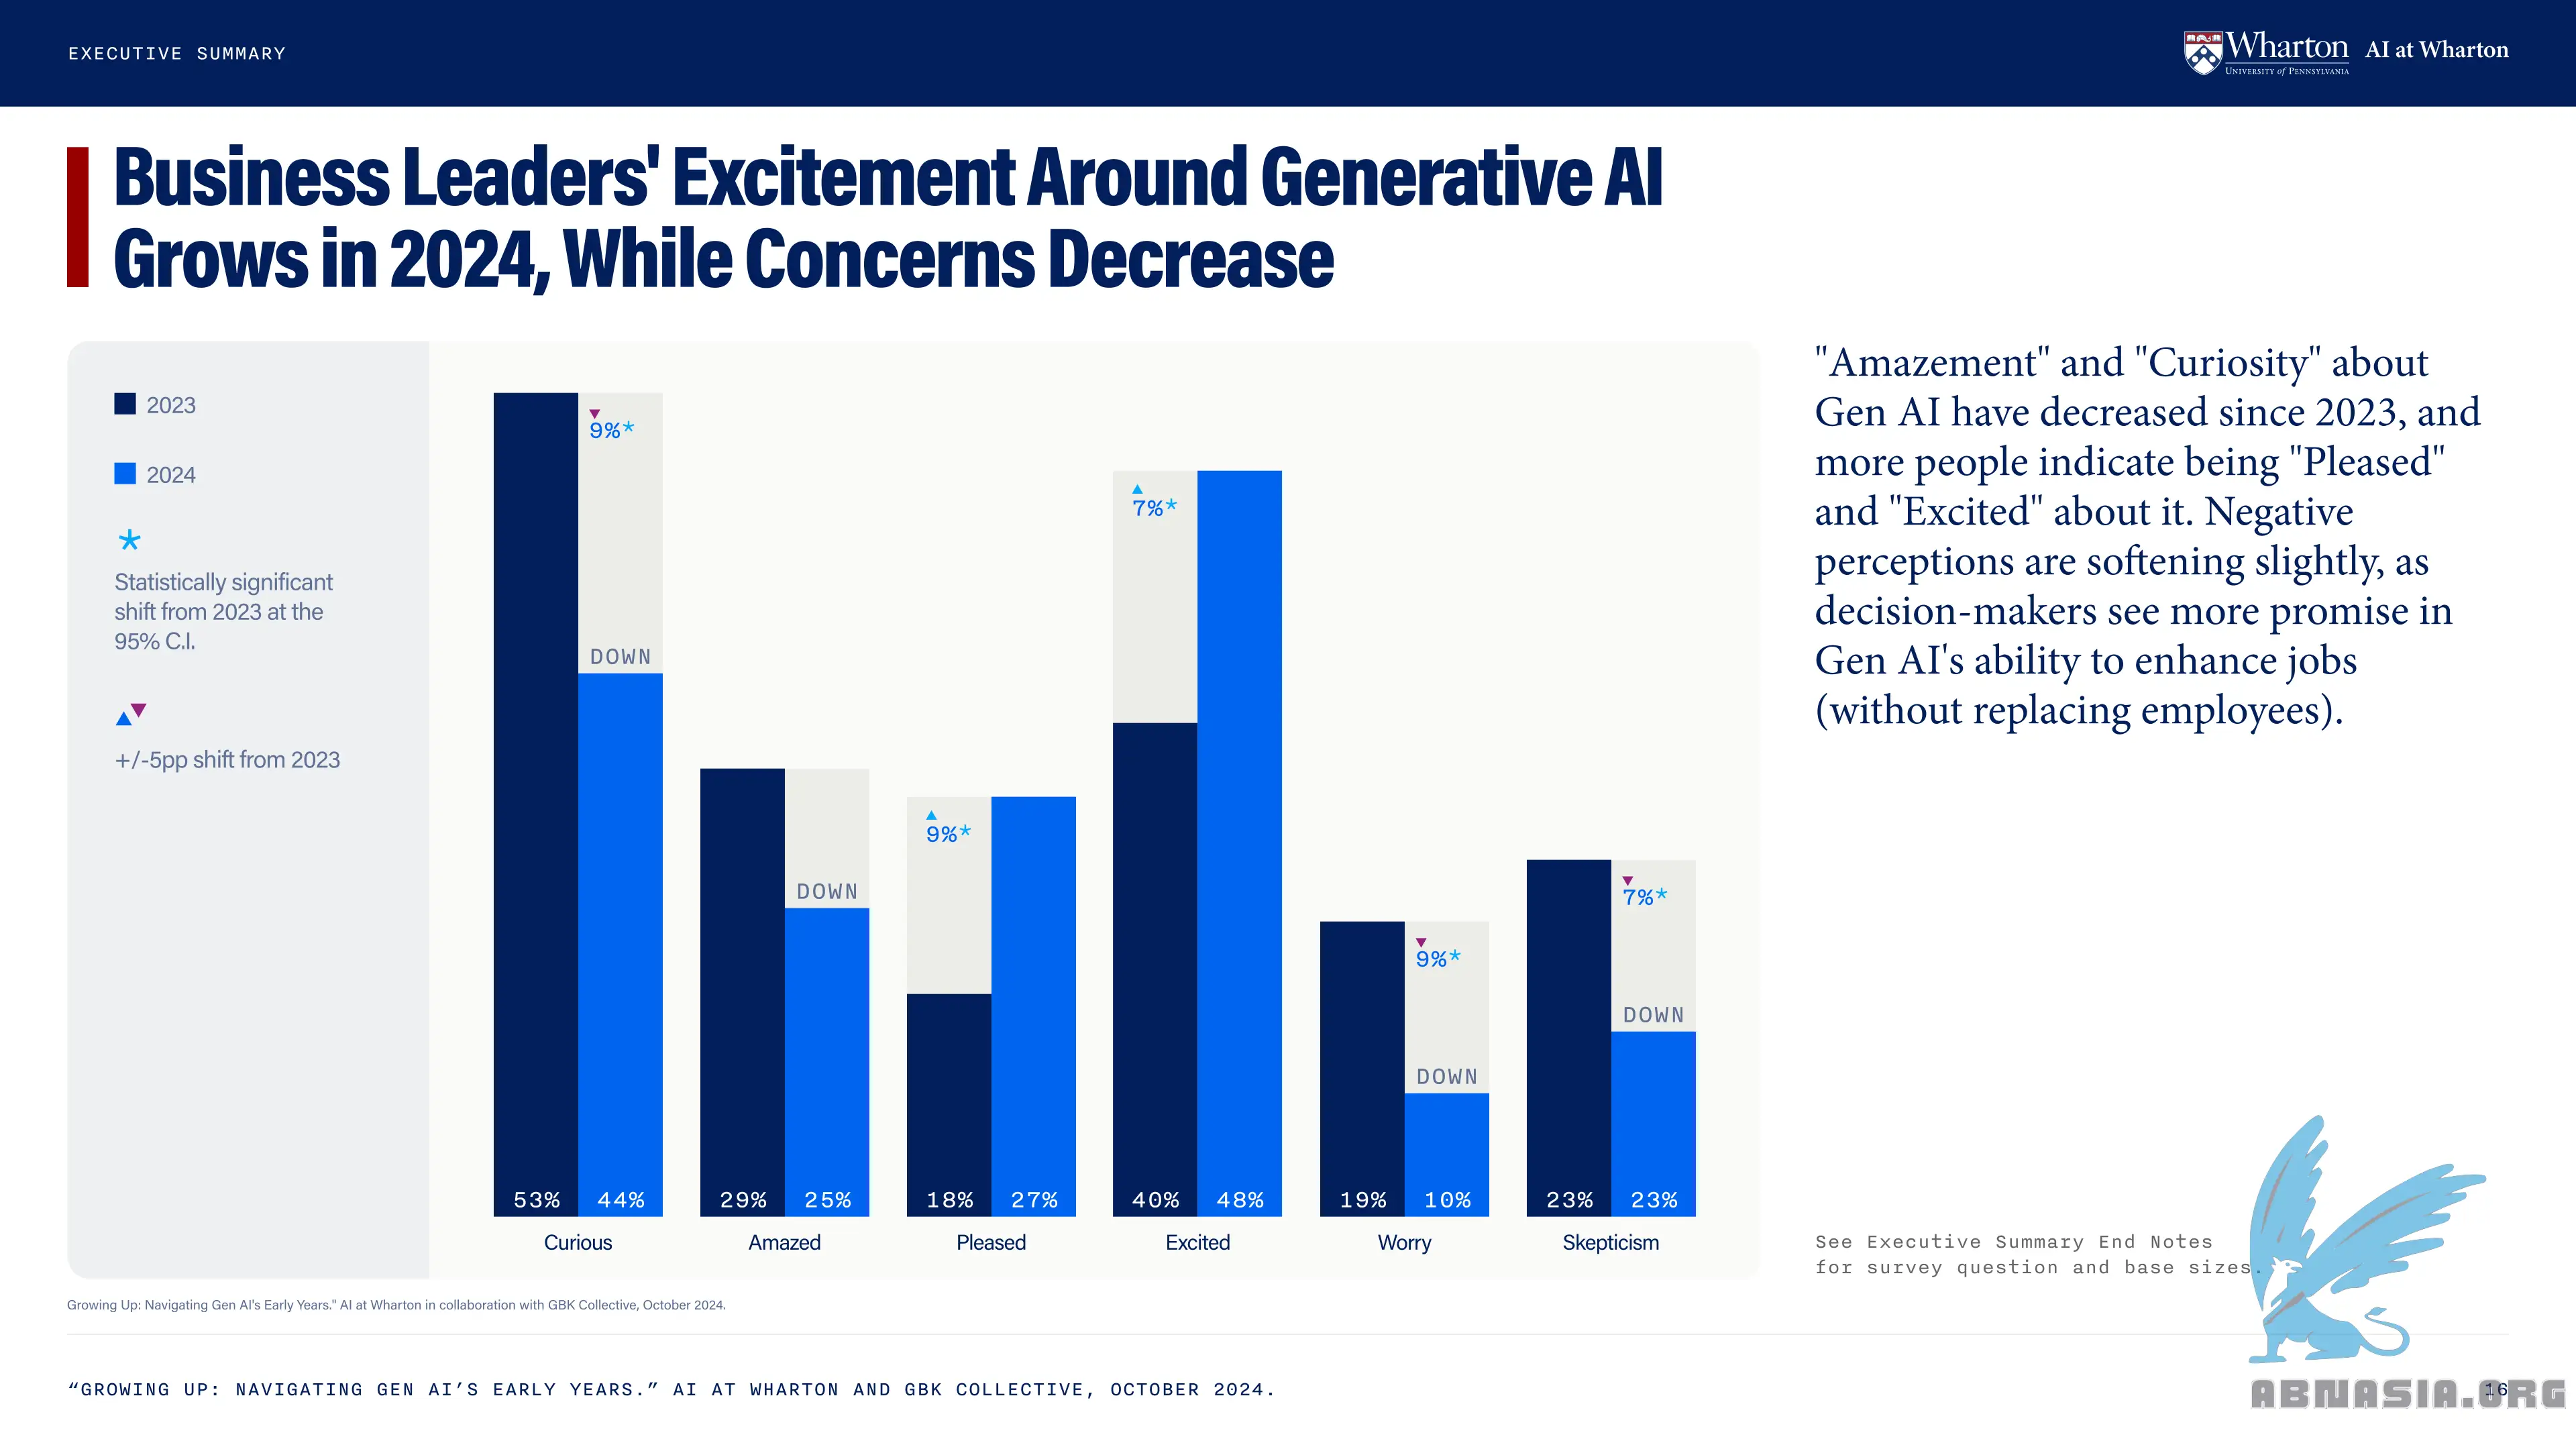 EXECUTIVE SUMMARY
Wharton
UNIVERSITY of PENNSYLVANIA
AI at Wharton
Business Leaders' Excitement Around Generative AI
Grows in 2024, While Concerns Decrease
2023
2024
*
Statistically significant
shift from 2023 at the
95% C.I.
▲▼
+/-5pp shift from 2023
▼
9%*
DOWN
53% 44%
Curious
DOWN
29% 25%
Amazed
▲
9%*
18% 27%
Pleased
▲
7%*
40% 48%
Excited
▼
9%*
DOWN
19% 10%
Worry
▼
7%*
DOWN
23% 23%
Skepticism
"Amazement" and "Curiosity" about
Gen AI have decreased since 2023, and
more people indicate being "Pleased"
and "Excited" about it. Negative
perceptions are softening slightly, as
decision-makers see more promise in
Gen AI's ability to enhance jobs
(without replacing employees).
See Executive Summary End Notes
for survey question and base sizes.
Growing Up: Navigating Gen AI's Early Years." AI at Wharton in collaboration with GBK Collective, October 2024.
“GROWING UP: NAVIGATING GEN AI’S EARLY YEARS.” AI AT WHARTON AND GBK COLLECTIVE, OCTOBER 2024.
16
ABNASIA.ORG